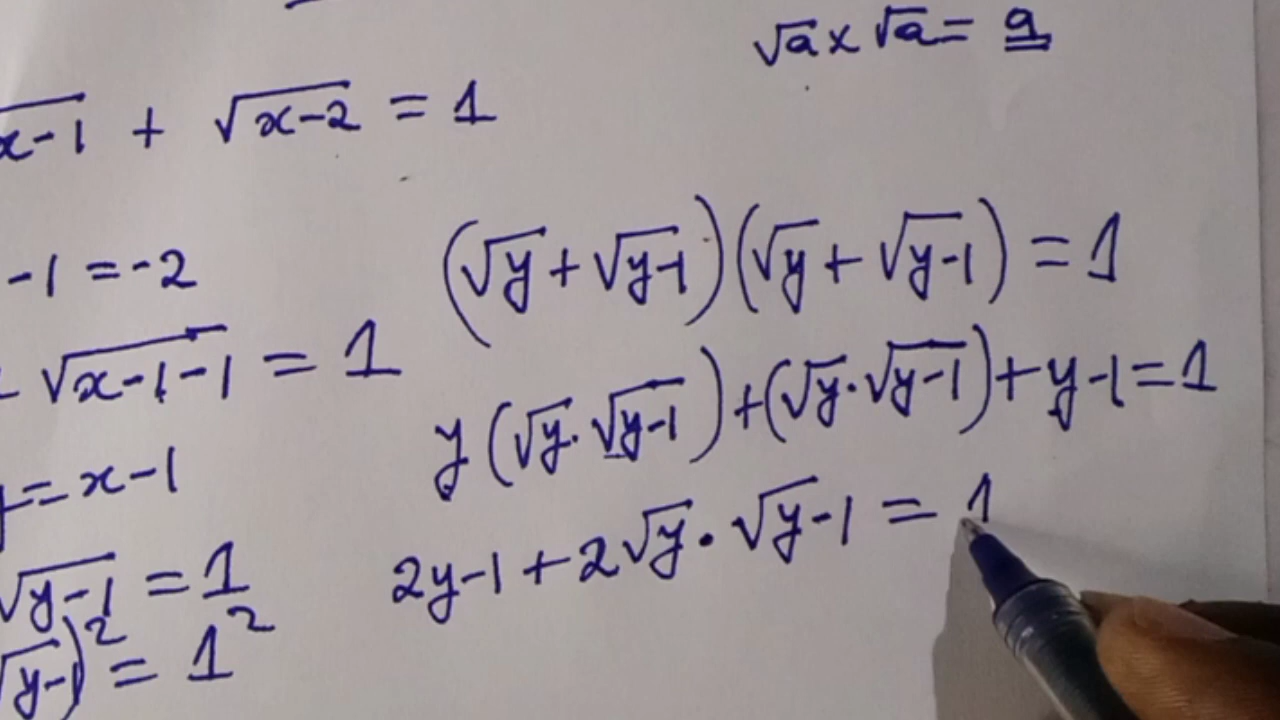 √a × √a = a
√x-1 + √x-2 = 1
-1 = -2
√x-1-1 = 1
y = x-1
√y-1 = 1
√y-1)² = 1²
(√y + √y-1)(√y + √y-1) = 1
y(√y · √y-1) + (√y · √y-1) + y-1 = 1
2y-1 + 2√y · √y-1 = 1